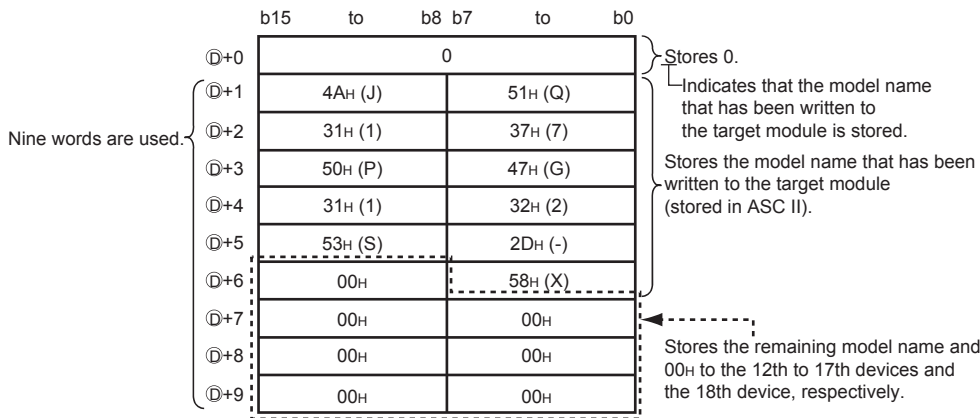 b15 to b8 b7 to b0
Ⓓ+0 0
Ⓓ+1 4AH (J) 51H (Q)
Ⓓ+2 31H (1) 37H (7)
Ⓓ+3 50H (P) 47H (G)
Ⓓ+4 31H (1) 32H (2)
Ⓓ+5 53H (S) 2DH (-)
Ⓓ+6 00H 58H (X)
Ⓓ+7 00H 00H
Ⓓ+8 00H 00H
Ⓓ+9 00H 00H
Nine words are used.
Stores 0.
Indicates that the model name
that has been written to
the target module is stored.
Stores the model name that has been
written to the target module
(stored in ASC II).
Stores the remaining model name and
00H to the 12th to 17th devices and
the 18th device, respectively.